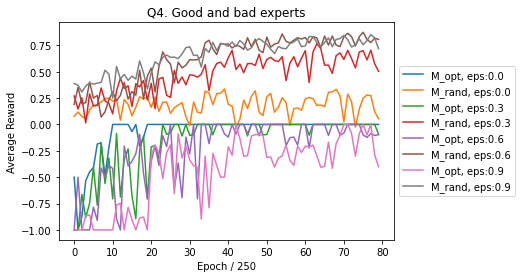 Q4. Good and bad experts
Average Reward
0.75
0.50
0.25
0.00
−0.25
−0.50
−0.75
−1.00
0 10 20 30 40 50 60 70 80
Epoch / 250
M_opt, eps:0.0
M_rand, eps:0.0
M_opt, eps:0.3
M_rand, eps:0.3
M_opt, eps:0.6
M_rand, eps:0.6
M_opt, eps:0.9
M_rand, eps:0.9